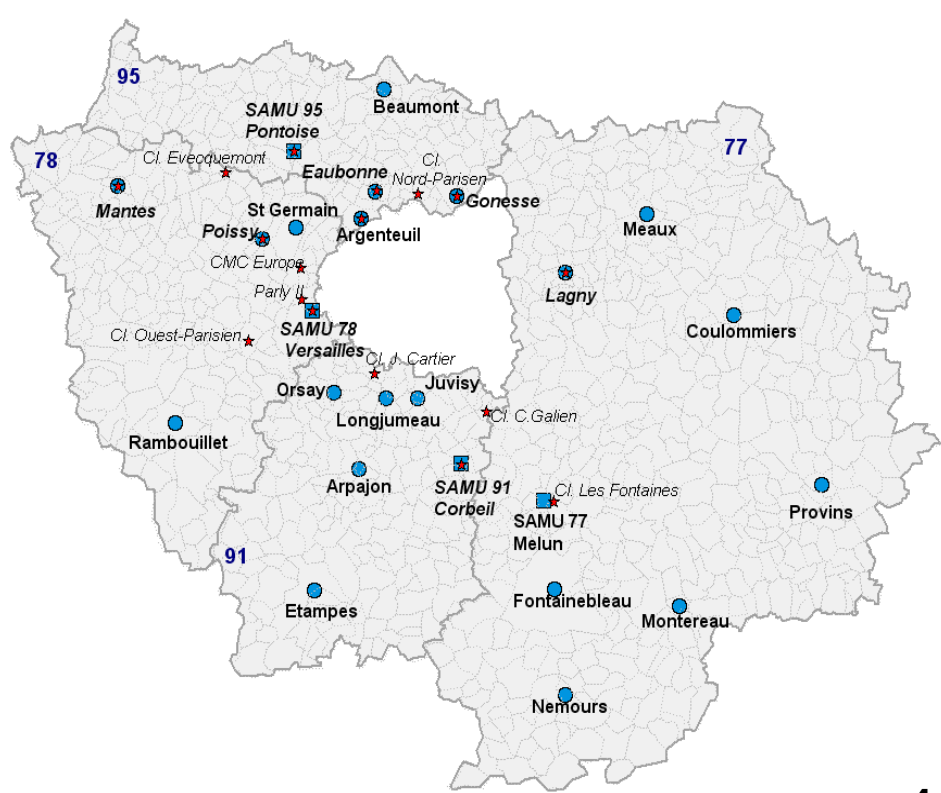 95
SAMU 95
Pontoise
Beaumont
78
Cl. Evecquemont
Eaubonne
Cl.
Nord-Parisen
77
Mantes
St Germain
Gonesse
Poissy
Argenteuil
Meaux
CMC Europe
Parly II
Lagny
Cl. Ouest-Parisien
SAMU 78
Versailles
Coulommiers
Cl. J. Cartier
Orsay
Juvisy
Longjumeau
Cl. C.Galien
Rambouillet
Arpajon
SAMU 91
Corbeil
Cl. Les Fontaines
SAMU 77
Melun
Provins
91
Etampes
Fontainebleau
Montereau
Nemours